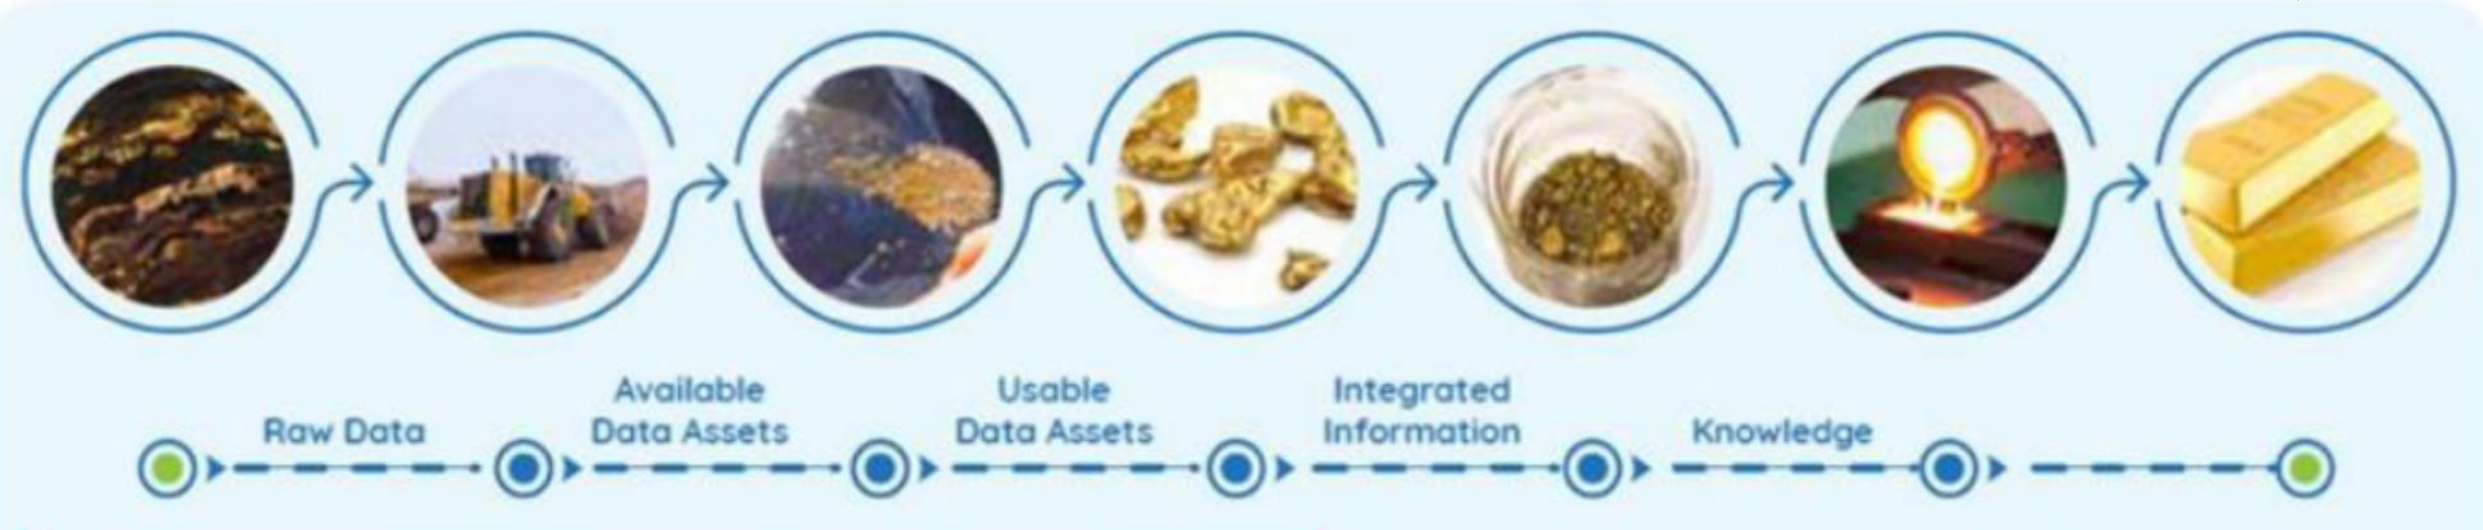 Raw Data
Available
Data Assets
Usable
Data Assets
Integrated
Information
Knowledge